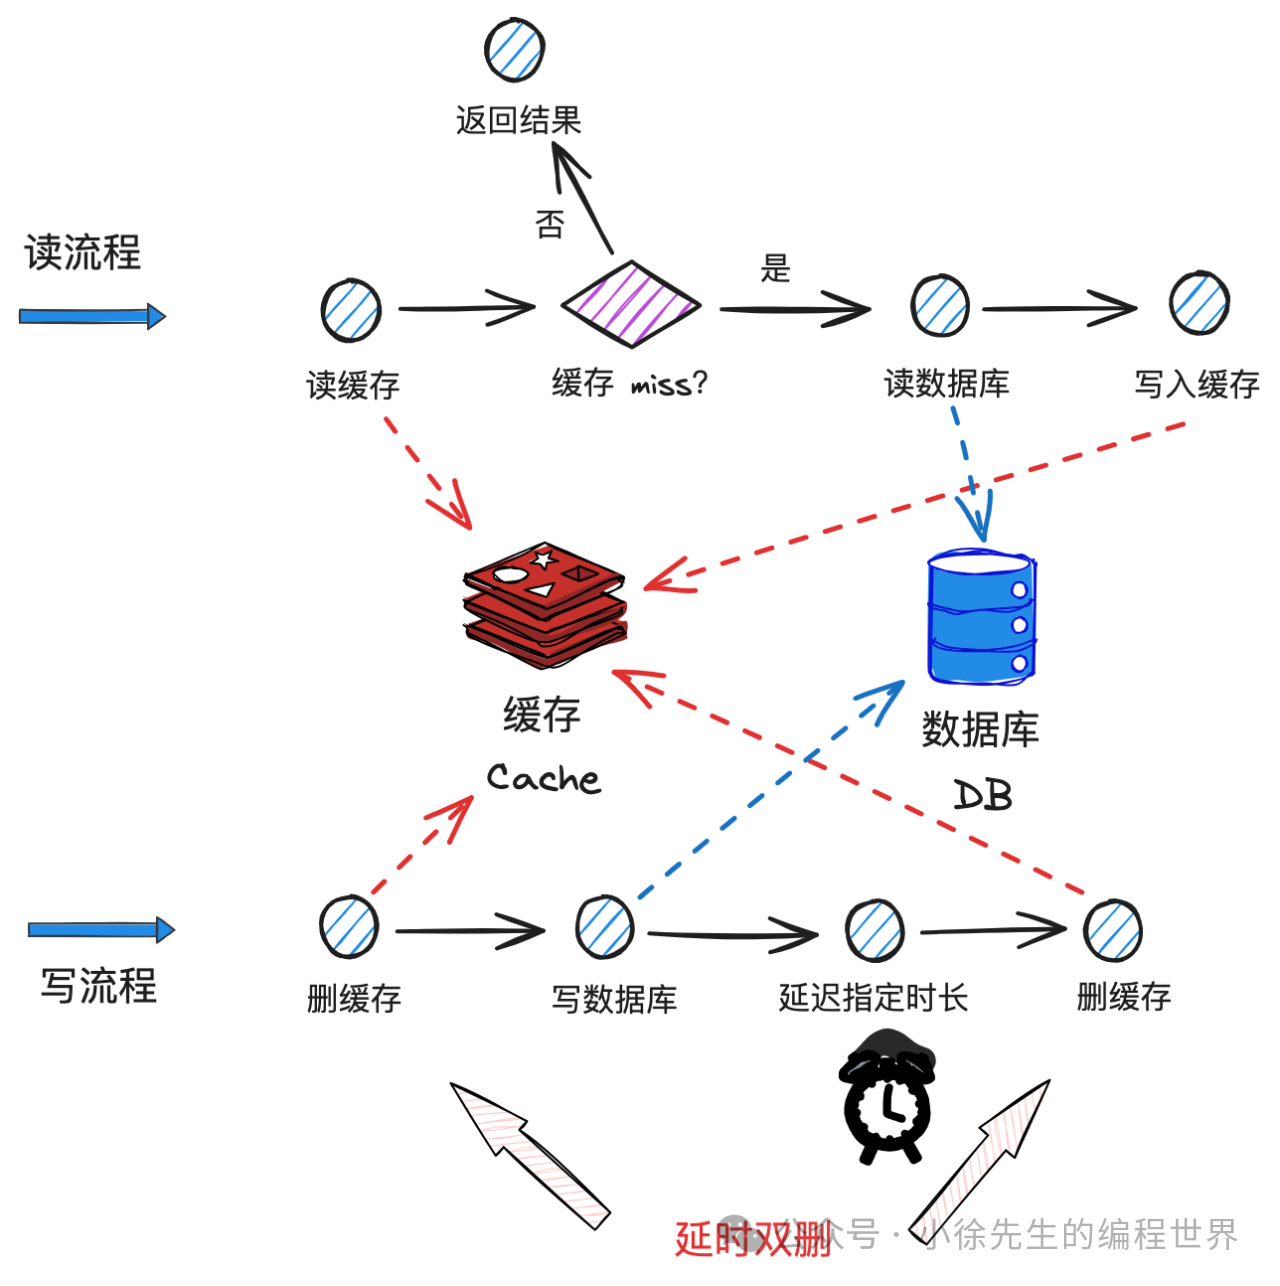 返回结果
否
读流程
是
读缓存
缓存 miss?
读数据库
写入缓存
缓存
Cache
数据库
DB
写流程
删缓存
写数据库
延迟指定时长
删缓存
延时双删
公众号 · 小徐先生的编程世界